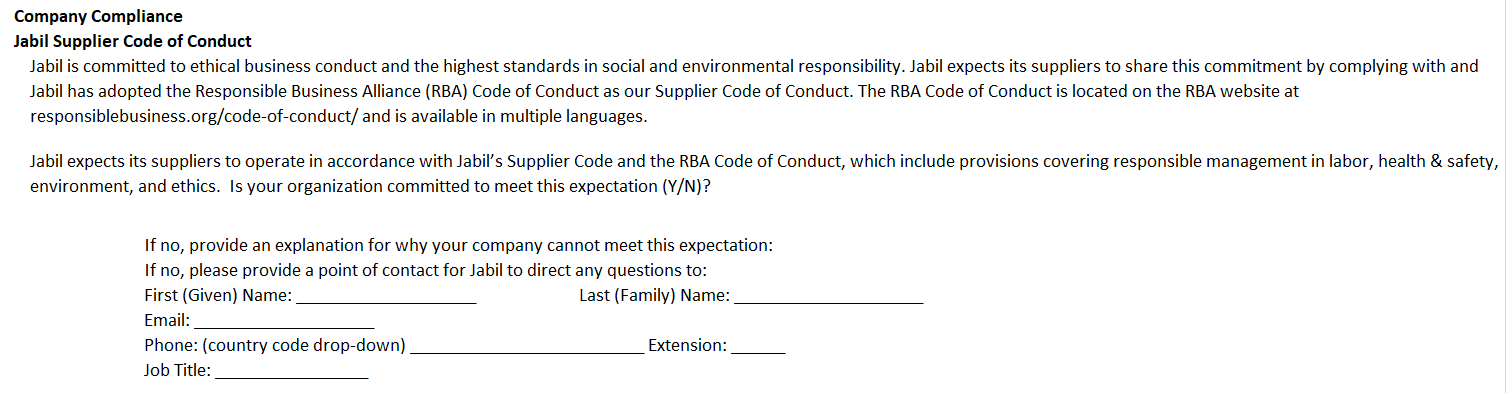 Company Compliance
Jabil Supplier Code of Conduct
Jabil is committed to ethical business conduct and the highest standards in social and environmental responsibility. Jabil expects its suppliers to share this commitment by complying with and
Jabil has adopted the Responsible Business Alliance (RBA) Code of Conduct as our Supplier Code of Conduct. The RBA Code of Conduct is located on the RBA website at
responsiblebusiness.org/code-of-conduct/ and is available in multiple languages.
Jabil expects its suppliers to operate in accordance with Jabil’s Supplier Code and the RBA Code of Conduct, which include provisions covering responsible management in labor, health & safety,
environment, and ethics.  Is your organization committed to meet this expectation (Y/N)?
If no, provide an explanation for why your company cannot meet this expectation:
If no, please provide a point of contact for Jabil to direct any questions to:
First (Given) Name: ____________________ Last (Family) Name: _____________________
Email: ____________________
Phone: (country code drop-down) __________________________ Extension: ______
Job Title: _________________